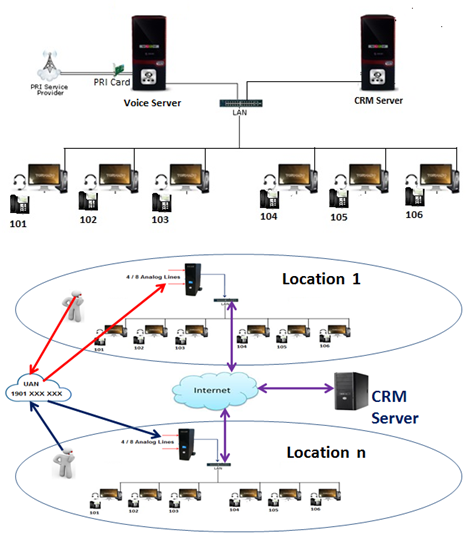 PRI Service
Provider
PRI Card
Voice Server
LAN
CRM Server
101
102
103
104
105
106
Location 1
4 / 8 Analog Lines
LAN
101
102
103
104
105
106
UAN
1901 XXX XXX
Internet
CRM
Server
Location n
4 / 8 Analog Lines
LAN
101
102
103
104
105
106